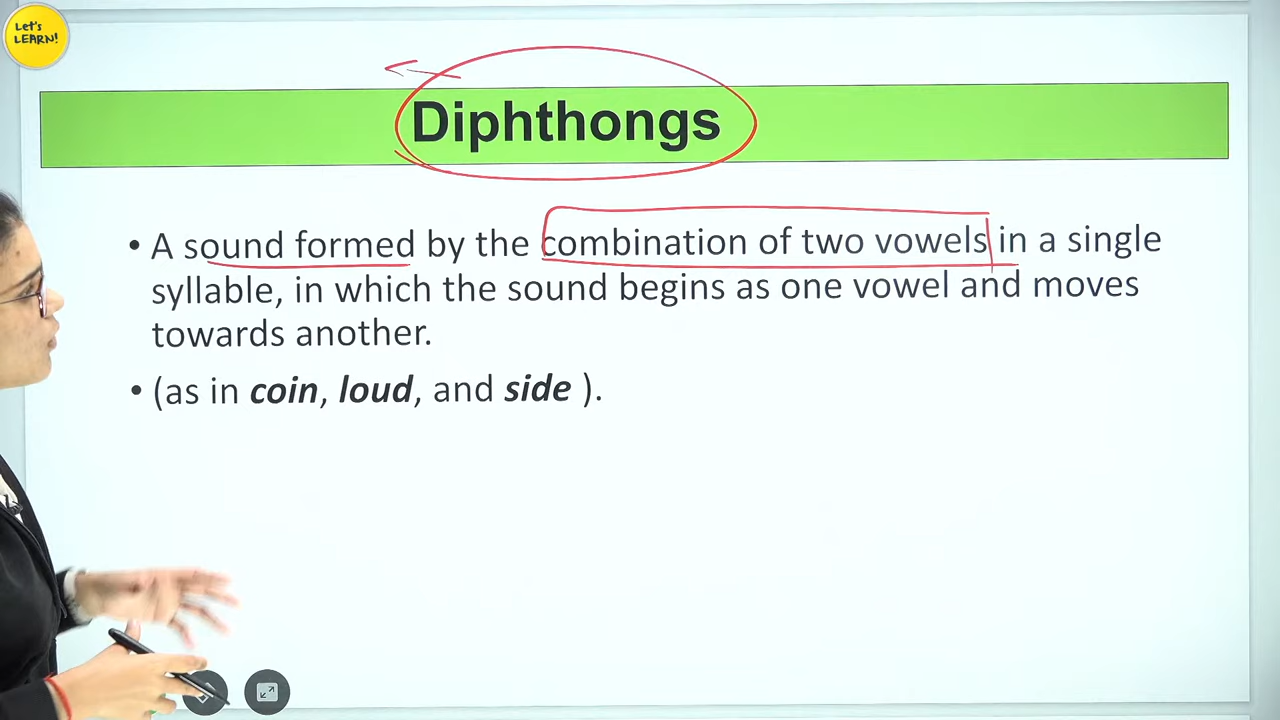 Let's
LEARN!
Diphthongs
• A sound formed by the combination of two vowels in a single
syllable, in which the sound begins as one vowel and moves
towards another.
• (as in coin, loud, and side ).